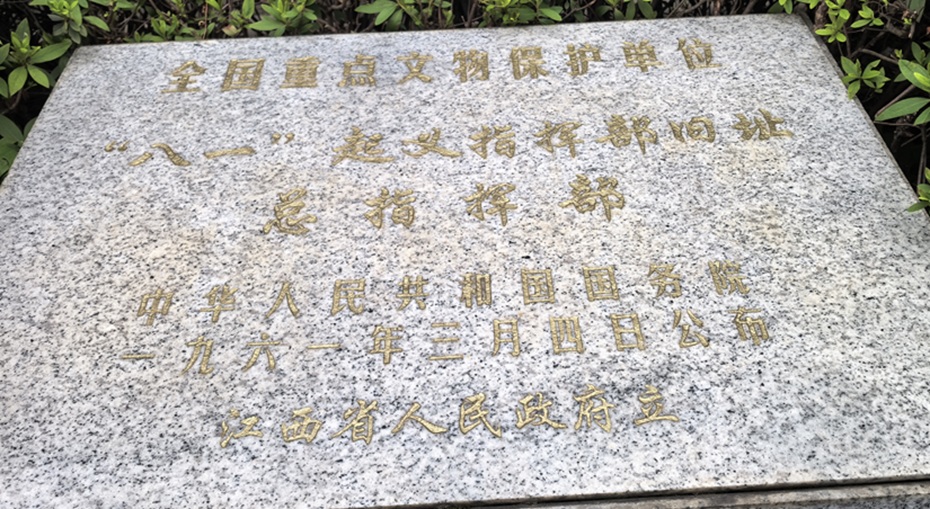 全国重点文物保护单位
“八一”起义指挥部旧址
总指挥部
中华人民共和国国务院
一九六一年三月四日公布
江西省人民政府立